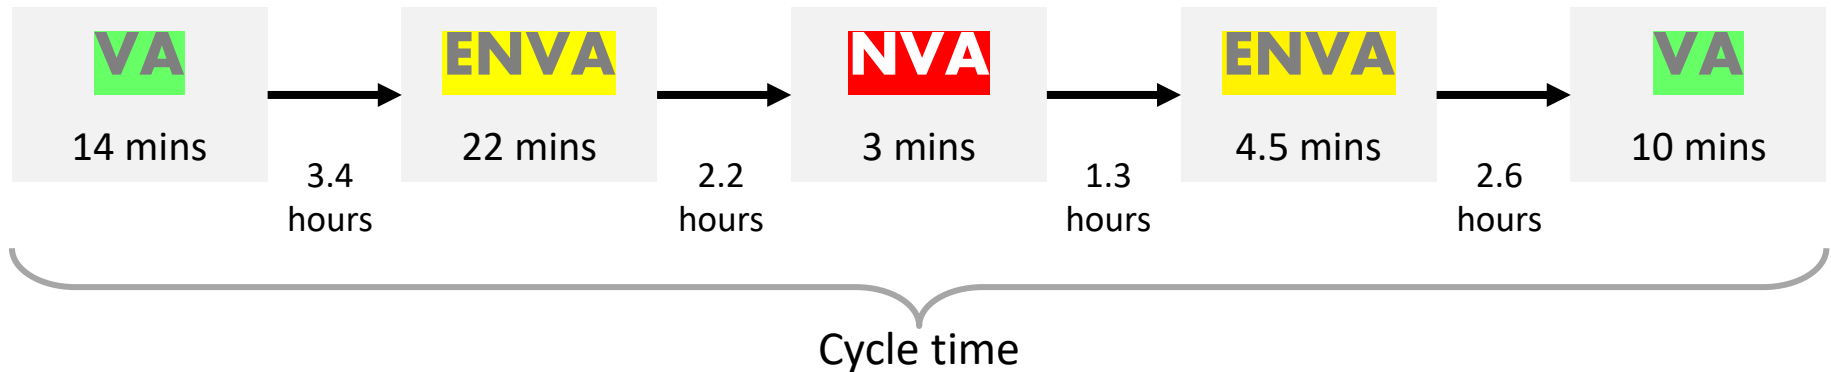 VA
14 mins
3.4
hours
ENVA
22 mins
2.2
hours
NVA
3 mins
1.3
hours
ENVA
4.5 mins
2.6
hours
VA
10 mins
Cycle time